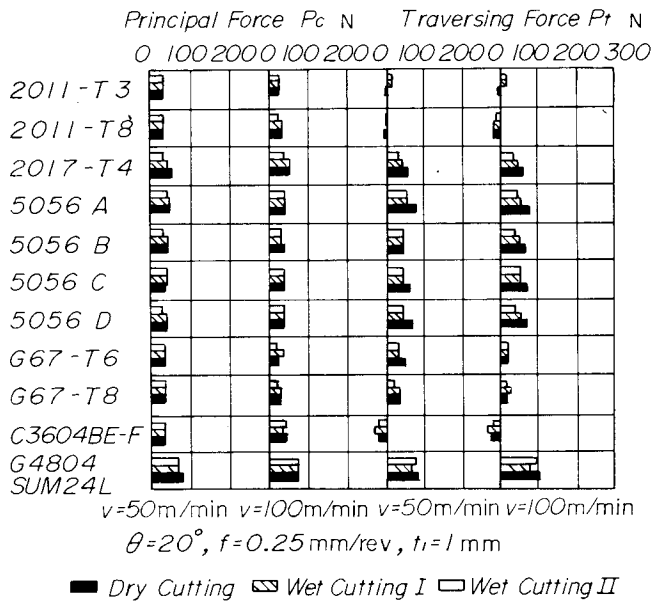 Principal Force Pc N Traversing Force Pt N
0 100 200 0 100 200 0 100 200 0 100 200 300
2011-T3
2011-T8
2017-T4
5056 A
5056 B
5056 C
5056 D
G67-T6
G67-T8
C3604BE-F
G4804
SUM24L
v=50m/min v=100m/min v=50m/min v=100m/min
θ=20°, f=0.25 mm/rev, t₁=1 mm
Dry Cutting Wet Cutting I Wet Cutting II